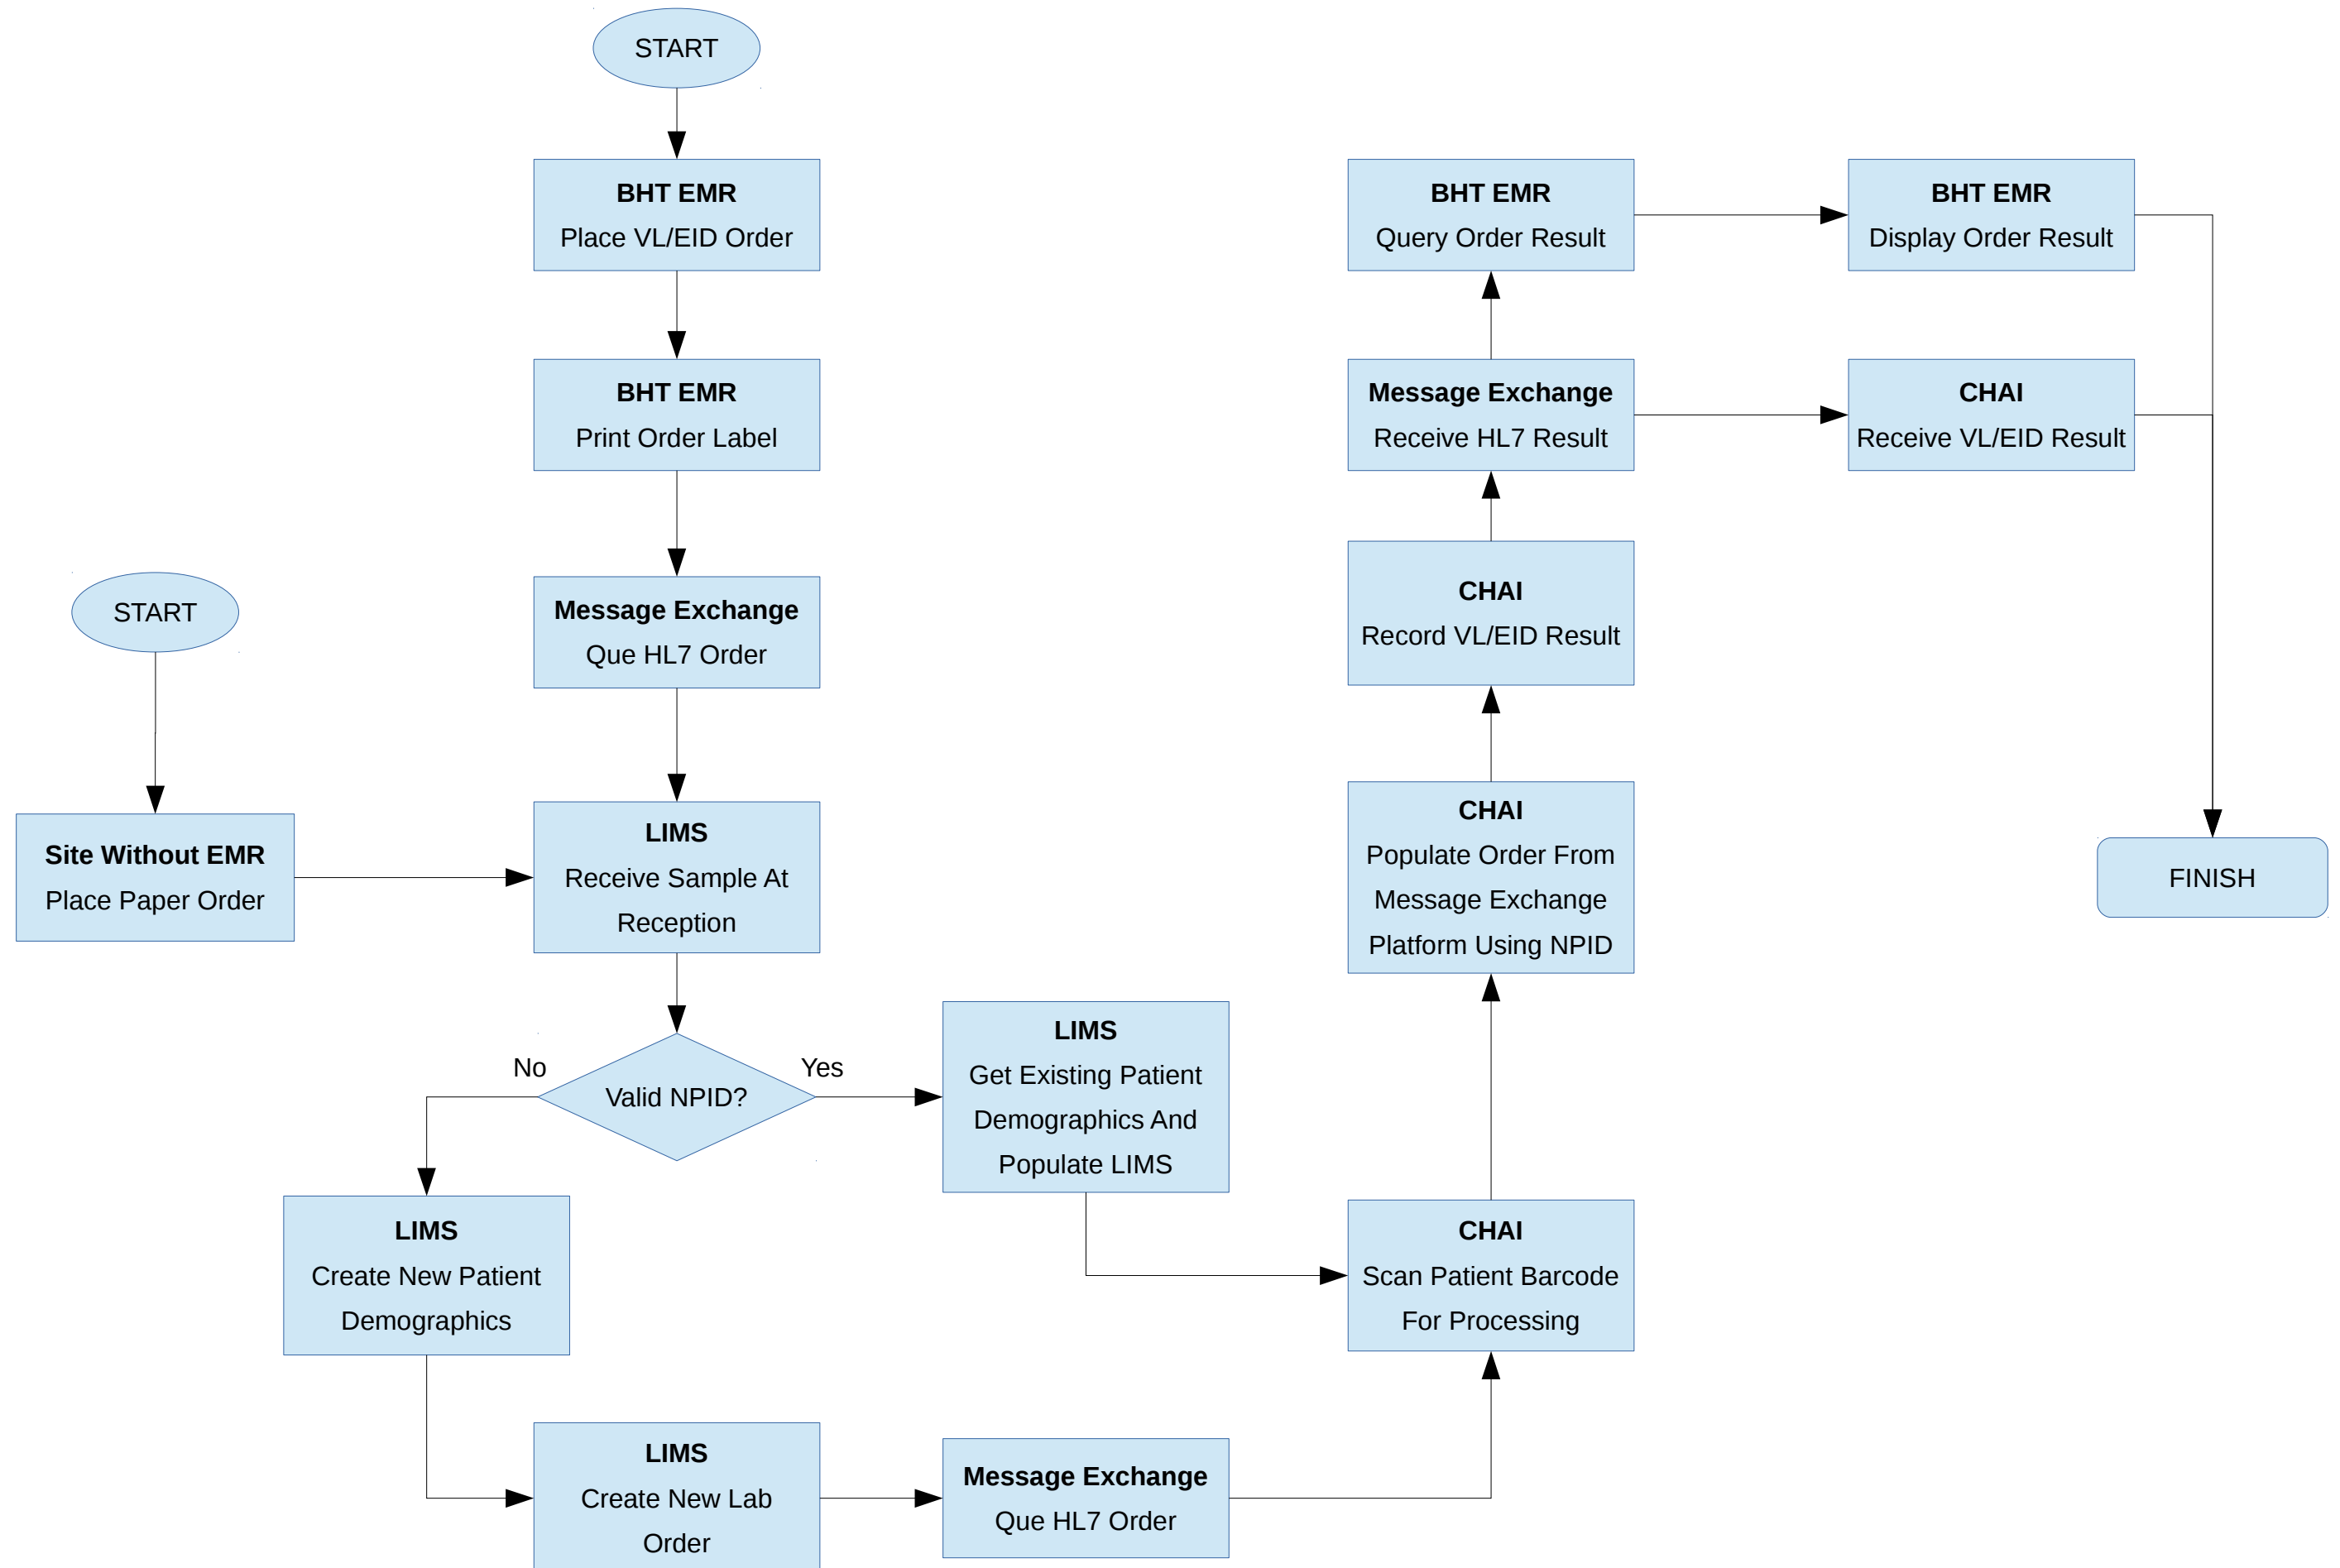 START
BHT EMR
Place VL/EID Order
BHT EMR
Print Order Label
Message Exchange
Que HL7 Order
START
Site Without EMR
Place Paper Order
LIMS
Receive Sample At
Reception
No
Valid NPID?
Yes
LIMS
Get Existing Patient
Demographics And
Populate LIMS
LIMS
Create New Patient
Demographics
LIMS
Create New Lab
Order
Message Exchange
Que HL7 Order
CHAI
Scan Patient Barcode
For Processing
CHAI
Populate Order From
Message Exchange
Platform Using NPID
CHAI
Record VL/EID Result
Message Exchange
Receive HL7 Result
CHAI
Receive VL/EID Result
BHT EMR
Query Order Result
BHT EMR
Display Order Result
FINISH